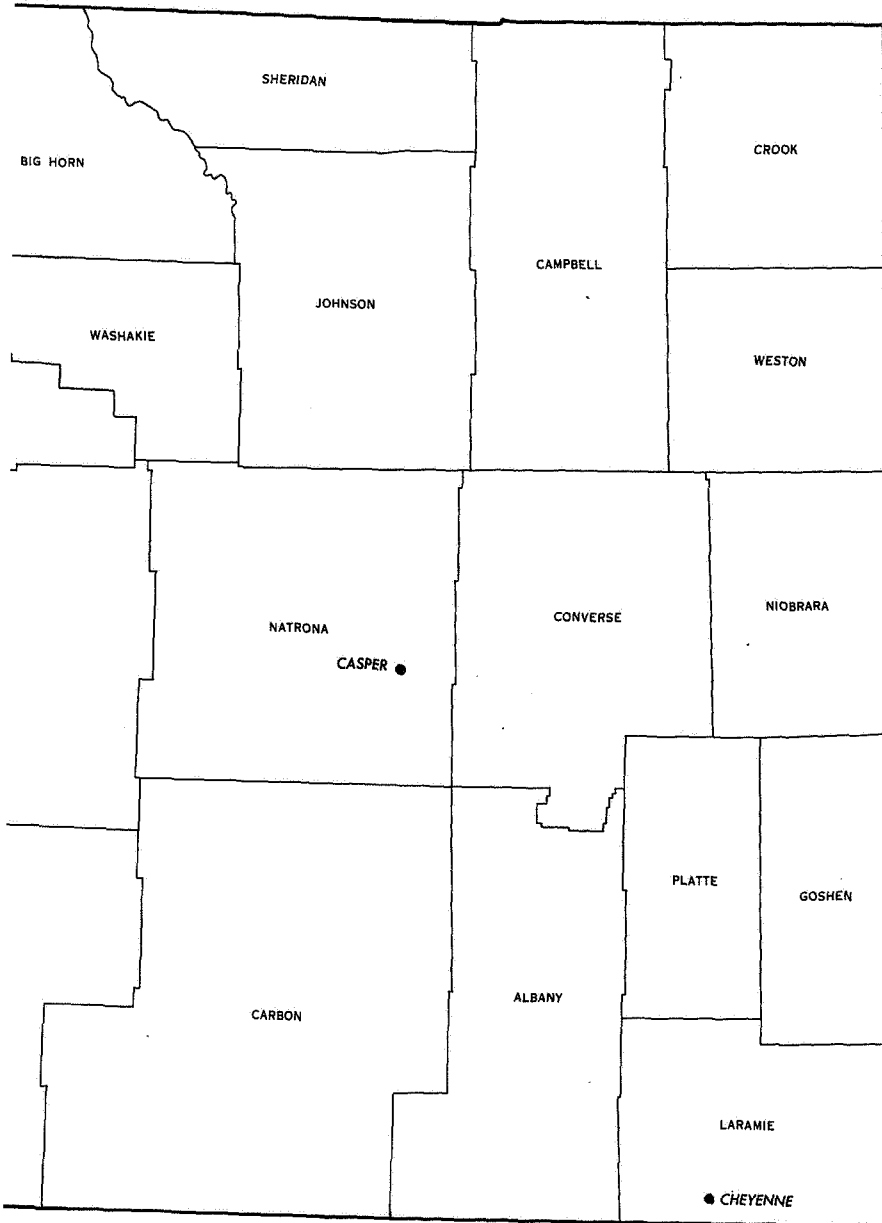 SHERIDAN
CROOK
BIG HORN
CAMPBELL
JOHNSON
WASHAKIE
WESTON
NIOBRARA
CONVERSE
NATRONA
CASPER
PLATTE
GOSHEN
ALBANY
CARBON
LARAMIE
CHEYENNE